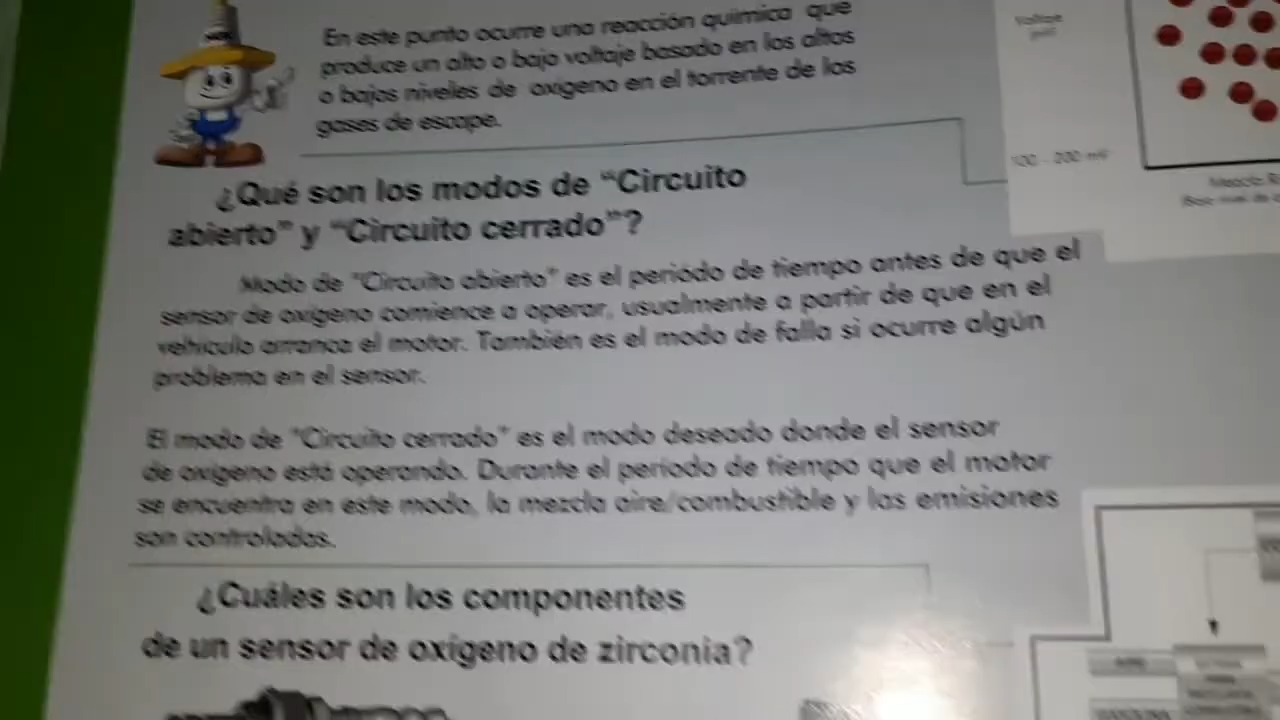 En este punto ocurre una reacción química que
produce un alto o bajo voltaje basado en los altos
o bajos niveles de oxígeno en el torrente de los
gases de escape.
¿Qué son los modos de “Circuito
abierto” y “Circuito cerrado”?
Modo de “Circuito abierto” es el periódo de tiempo antes de que el
sensor de oxígeno comience a operar, usualmente a partir de que en el
vehículo arranca el motor. También es el modo de falla si ocurre algún
problema en el sensor.
El modo de “Circuito cerrado” es el modo deseado donde el sensor
de oxígeno está operando. Durante el período de tiempo que el motor
se encuentra en este modo, la mezcla aire/combustible y las emisiones
son controladas.
¿Cuáles son los componentes
de un sensor de oxígeno de zirconia?
Voltaje
100 - 200 mV
Mezcla